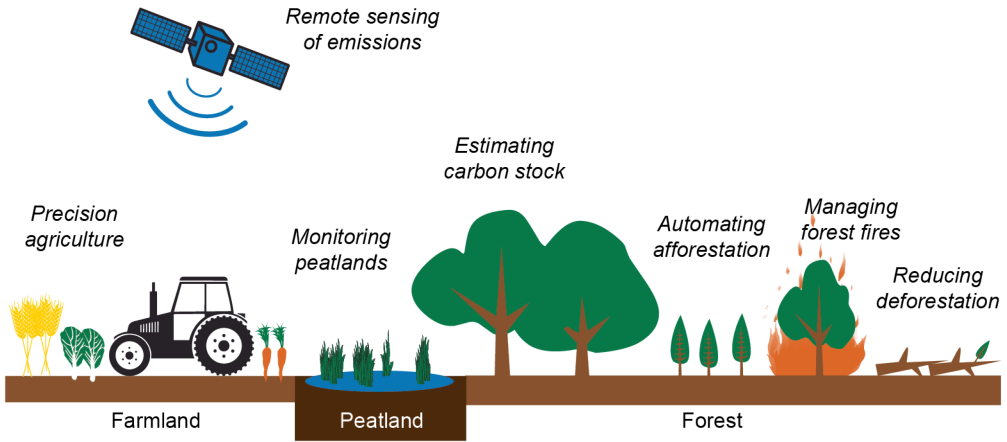 Remote sensing
of emissions
Estimating
carbon stock
Precision
agriculture
Monitoring
peatlands
Automating
afforestation
Managing
forest fires
Reducing
deforestation
Farmland
Peatland
Forest